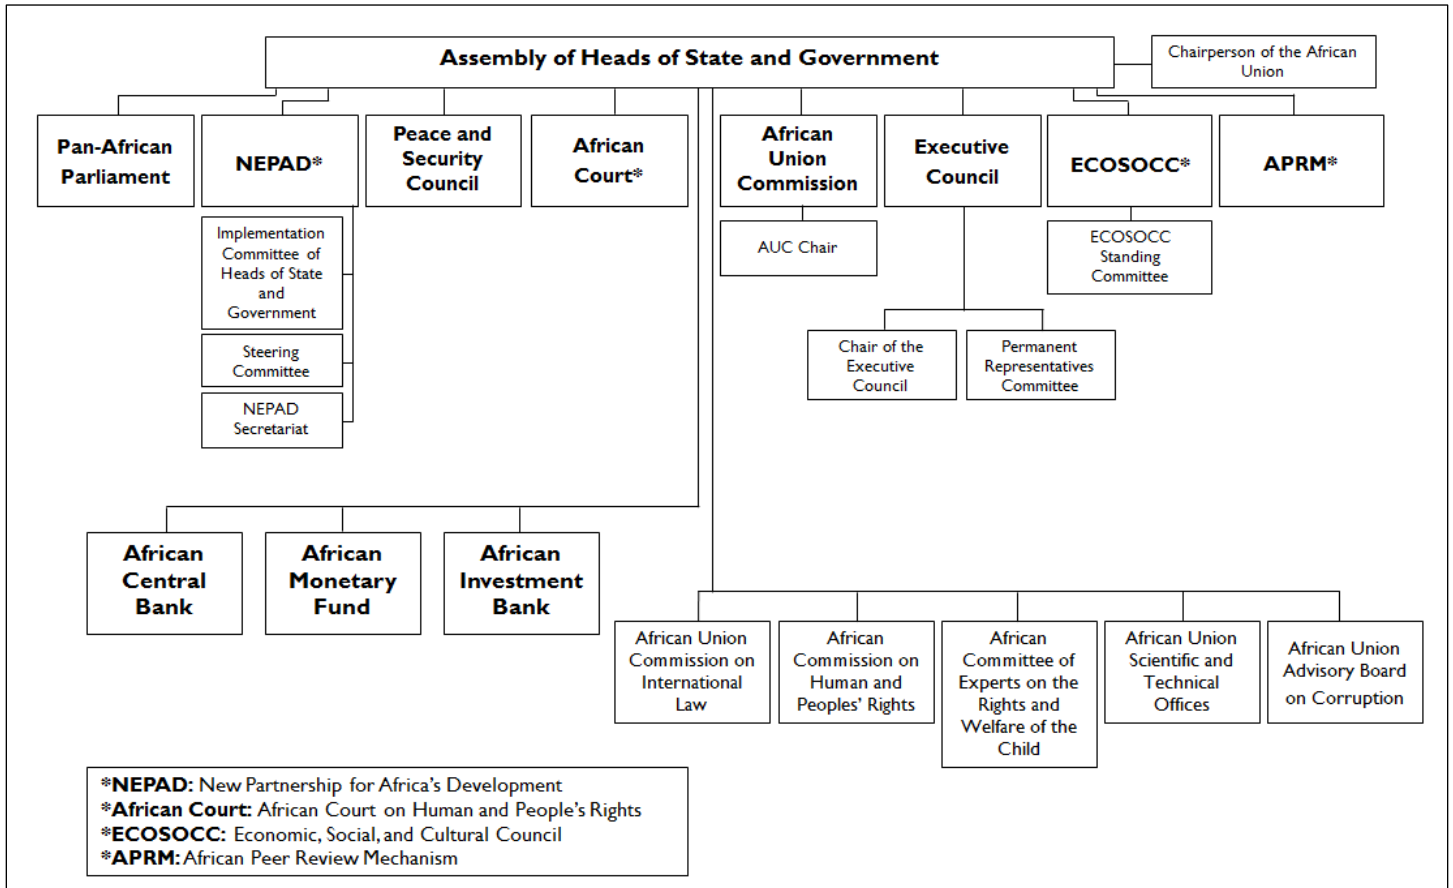 Assembly of Heads of State and Government
Chairperson of the African
Union
Pan-African
Parliament
NEPAD*
Peace and
Security
Council
African
Court*
African
Union
Commission
Executive
Council
ECOSOCC*
APRM*
Implementation
Committee of
Heads of State
and
Government
Steering
Committee
NEPAD
Secretariat
AUC Chair
ECOSOCC
Standing
Committee
Chair of the
Executive
Council
Permanent
Representatives
Committee
African
Central
Bank
African
Monetary
Fund
African
Investment
Bank
African Union
Commission on
International
Law
African
Commission on
Human and
Peoples' Rights
African
Committee of
Experts on the
Rights and
Welfare of the
Child
African Union
Scientific and
Technical
Offices
African Union
Advisory Board
on Corruption
*NEPAD: New Partnership for Africa's Development
*African Court: African Court on Human and People's Rights
*ECOSOCC: Economic, Social, and Cultural Council
*APRM: African Peer Review Mechanism